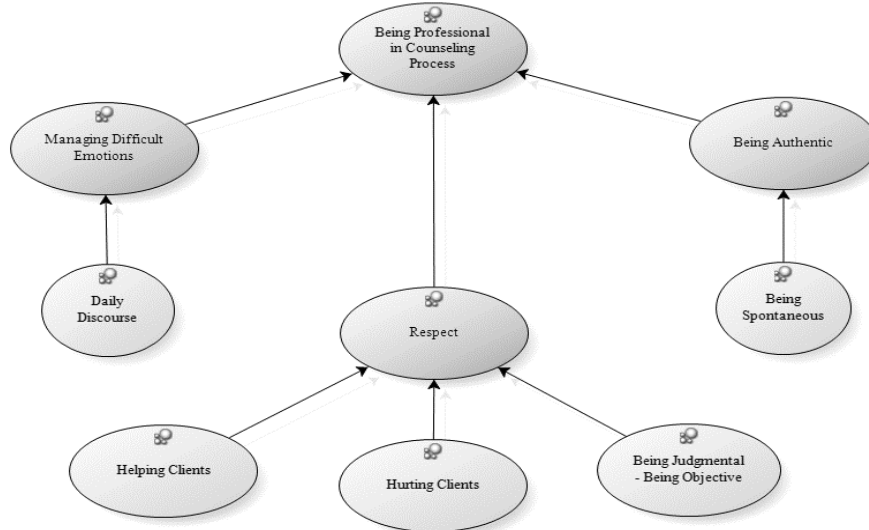 Being Professional
in Counseling
Process
Managing Difficult
Emotions
Being Authentic
Daily
Discourse
Being
Spontaneous
Respect
Helping Clients
Hurting Clients
Being Judgmental
- Being Objective